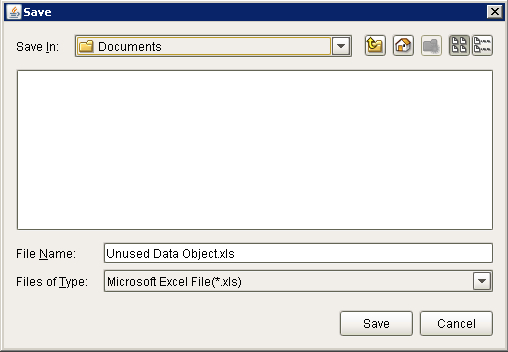 Save
Save In: Documents
File Name: Unused Data Object.xls
Files of Type: Microsoft Excel File(*.xls)
Save Cancel